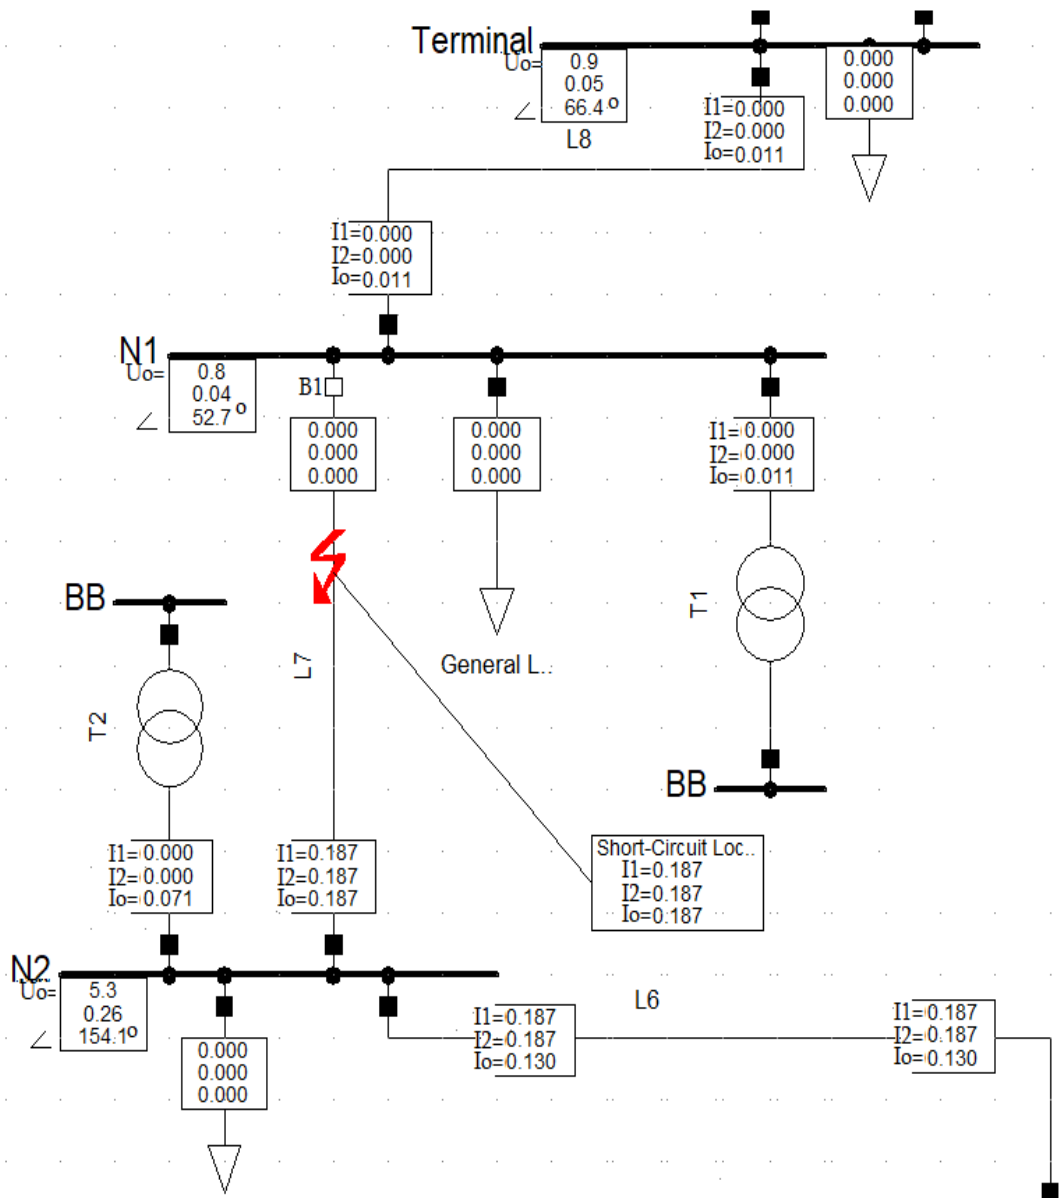 Terminal
Uo=
0.9
0.05
∠ 66.4º
0.000
0.000
0.000
L8
I1=0.000
I2=0.000
Io=0.011
I1=0.000
I2=0.000
Io=0.011
N1
Uo=
0.8
0.04
∠ 52.7º
B1
0.000
0.000
0.000
0.000
0.000
0.000
I1=0.000
I2=0.000
Io=0.011
BB
T2
L7
General L..
T1
BB
Short-Circuit Loc..
I1=0.187
I2=0.187
Io=0.187
I1=0.000
I2=0.000
Io=0.071
I1=0.187
I2=0.187
Io=0.187
N2
Uo=
5.3
0.26
∠ 154.1º
0.000
0.000
0.000
L6
I1=0.187
I2=0.187
Io=0.130
I1=0.187
I2=0.187
Io=0.130